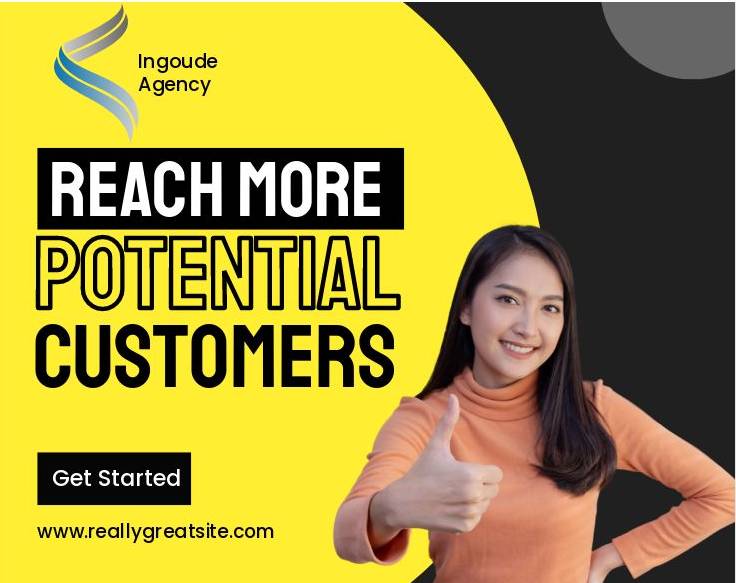 Ingoude
Agency
REACH MORE
POTENTIAL
CUSTOMERS
Get Started
www.reallygreatsite.com